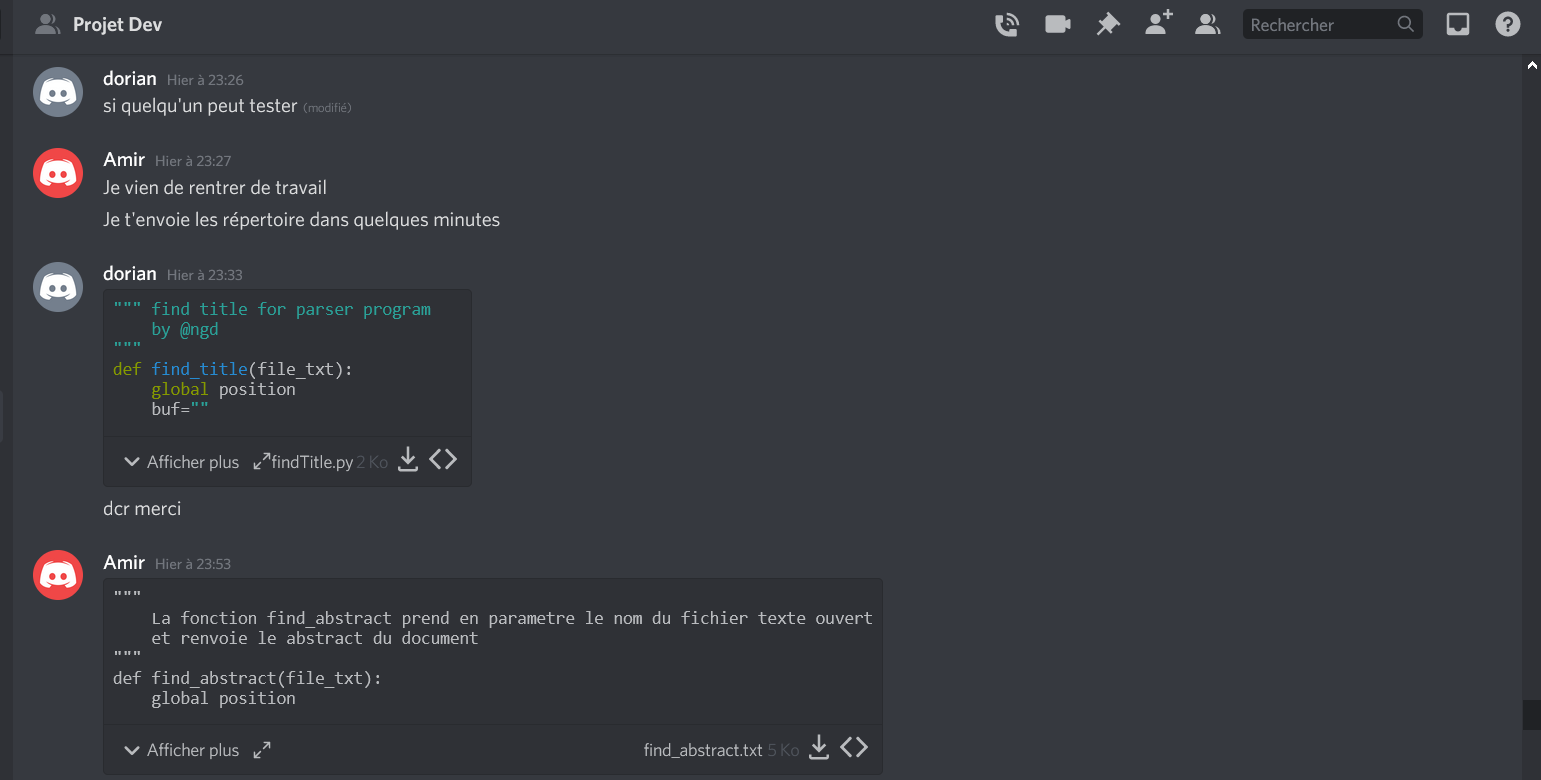 Projet Dev
Rechercher
dorian Hier à 23:26
si quelqu'un peut tester (modifié)
Amir Hier à 23:27
Je vien de rentrer de travail
Je t'envoie les répertoire dans quelques minutes
dorian Hier à 23:33
""" find title for parser program
by @ngd
"""
def find_title(file_txt):
global position
buf=""
Afficher plus findTitle.py 2 Ko
dcr merci
Amir Hier à 23:53
"""
La fonction find_abstract prend en parametre le nom du fichier texte ouvert
et renvoie le abstract du document
"""
def find_abstract(file_txt):
global position
Afficher plus find_abstract.txt 5 Ko